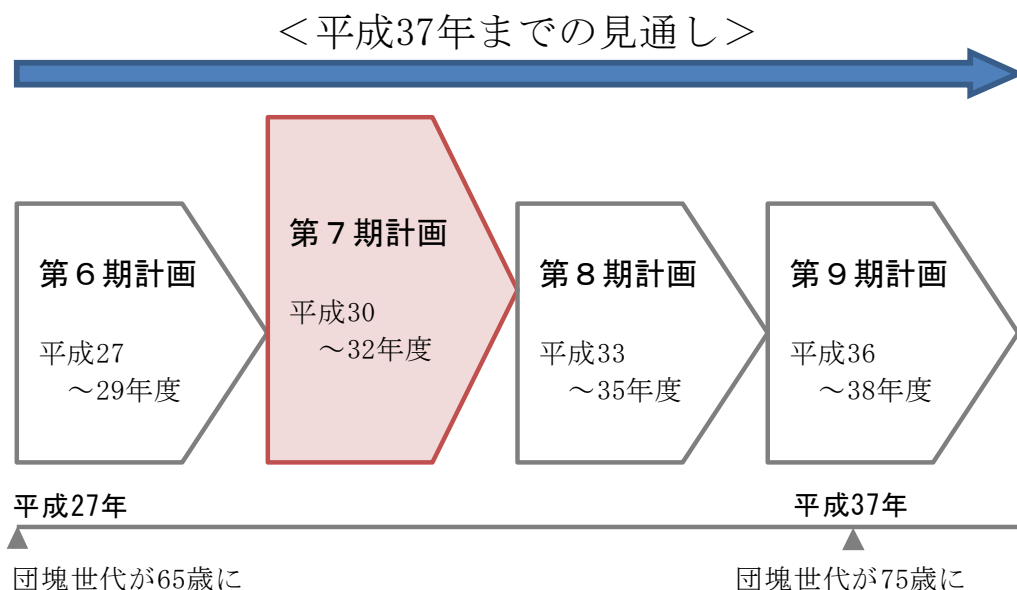 ＜平成37年までの見通し＞
第６期計画
平成27
～29年度
第７期計画
平成30
～32年度
第８期計画
平成33
～35年度
第９期計画
平成36
～38年度
平成27年
平成37年
団塊世代が65歳に
団塊世代が75歳に